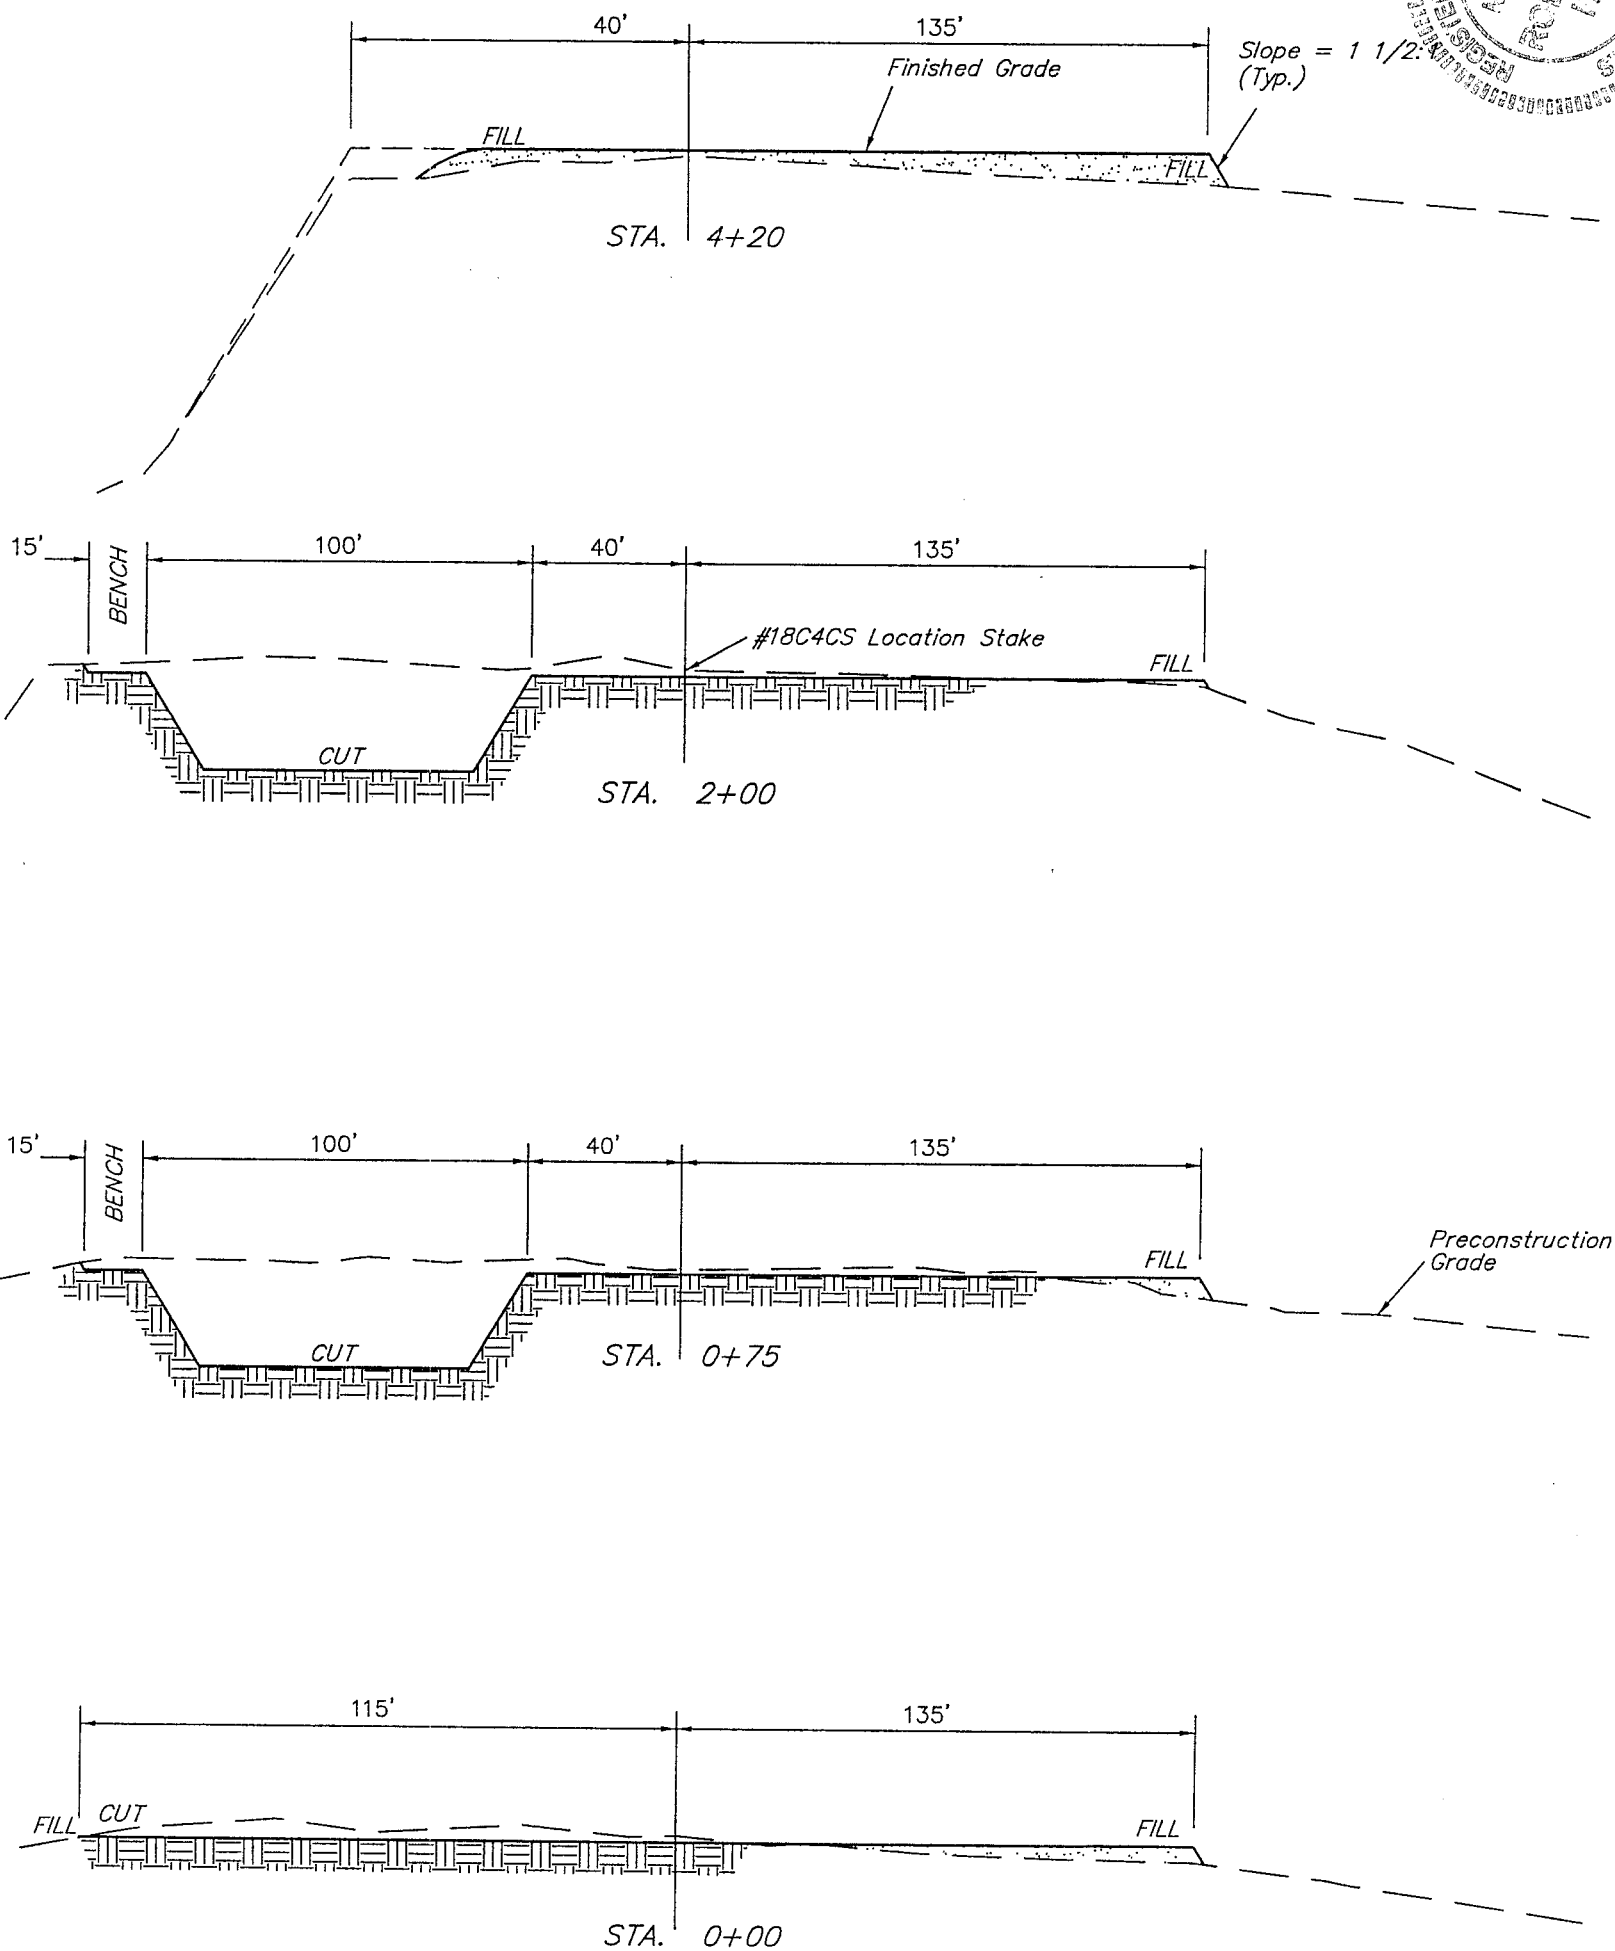 40' 135'
Slope = 1 1/2:
(Typ.)
Finished Grade
FILL
FILL
STA. 4+20
15' BENCH 100' 40' 135'
#18C4CS Location Stake
FILL
CUT
STA. 2+00
15' BENCH 100' 40' 135'
Preconstruction
Grade
FILL
CUT
STA. 0+75
115' 135'
FILL CUT FILL
STA. 0+00